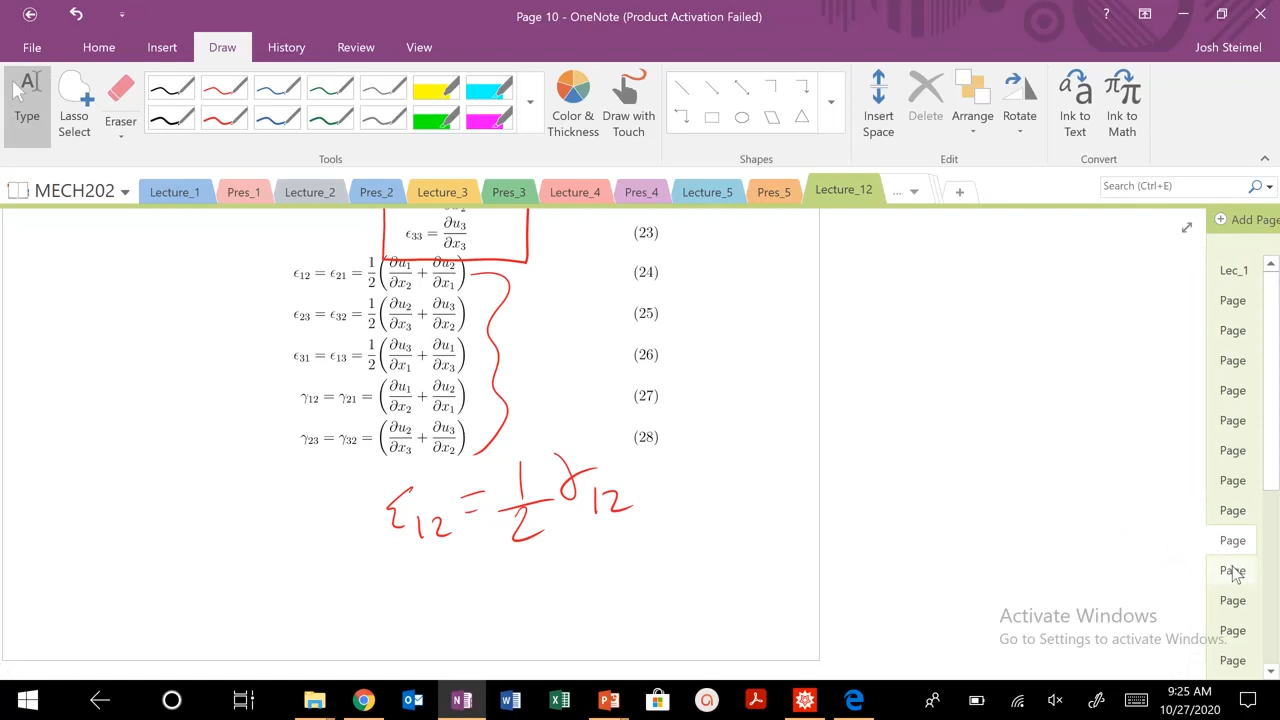 Page 10 - OneNote (Product Activation Failed)
?
File Home Insert Draw History Review View Josh Steimel
Type
Lasso Select
Eraser
Color & Thickness
Draw with Touch
Insert Space
Delete
Arrange
Rotate
Ink to Text
Ink to Math
Tools Shapes Edit Convert
MECH202 Lecture_1 Pres_1 Lecture_2 Pres_2 Lecture_3 Pres_3 Lecture_4 Pres_4 Lecture_5 Pres_5 Lecture_12 ... Search (Ctrl+E)
Add Page
ϵ33 = ∂u3/∂x3 (23)
ϵ12 = ϵ21 = 1/2 (∂u1/∂x2 + ∂u2/∂x1) (24)
ϵ23 = ϵ32 = 1/2 (∂u2/∂x3 + ∂u3/∂x2) (25)
ϵ31 = ϵ13 = 1/2 (∂u3/∂x1 + ∂u1/∂x3) (26)
γ12 = γ21 = (∂u1/∂x2 + ∂u2/∂x1) (27)
γ23 = γ32 = (∂u2/∂x3 + ∂u3/∂x2) (28)
ε12 = 1/2 γ12
Lec_1
Page
Page
Page
Page
Page
Page
Page
Page
Page
Page
Page
Page
Page
Activate Windows
Go to Settings to activate Windows.
9:25 AM
10/27/2020